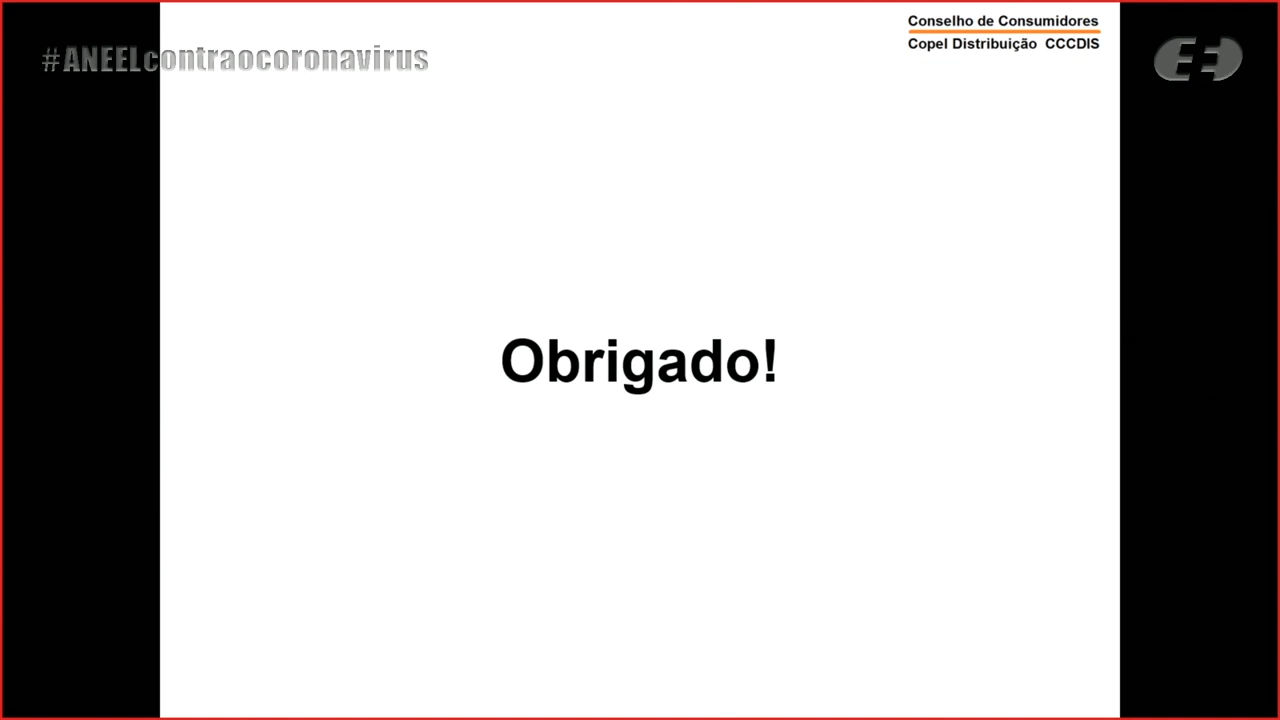 Conselho de Consumidores
#ANEELcontraocoronavirus
Copel Distribuição CCCDIS
Obrigado!